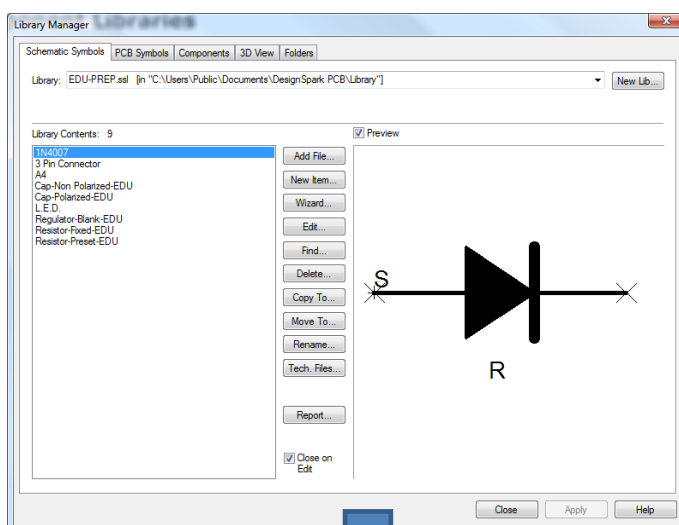 Library Manager
Libraries
Schematic Symbols PCB Symbols Components 3D View Folders
Library: EDU-PREP.ssl [in "C:\Users\Public\Documents\DesignSpark PCB\Library"] New Lib...
Library Contents: 9
Preview
1N4007
3 Pin Connector
A4
Cap-Non Polarized-EDU
Cap-Polarized-EDU
L.E.D.
Regulator-Blank-EDU
Resistor-Fixed-EDU
Resistor-Preset-EDU
Add File...
New Item...
Wizard...
Edit...
Find...
Delete...
Copy To...
Move To...
Rename...
Tech. Files...
Report...
Close on
Edit
S
R
Close Apply Help